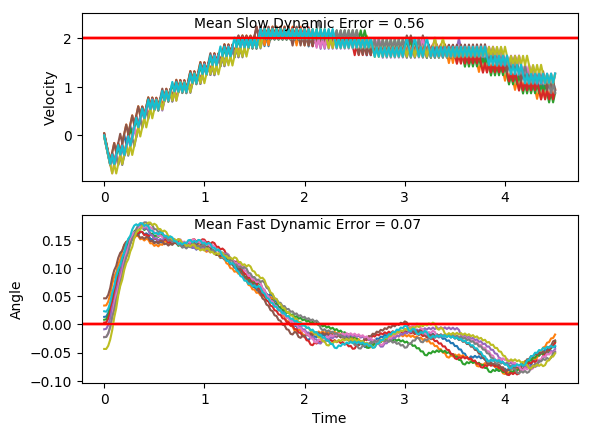 Mean Slow Dynamic Error = 0.56
2
1
0
Velocity
0 1 2 3 4
Mean Fast Dynamic Error = 0.07
0.15
0.10
0.05
0.00
−0.05
−0.10
Angle
0 1 2 3 4
Time